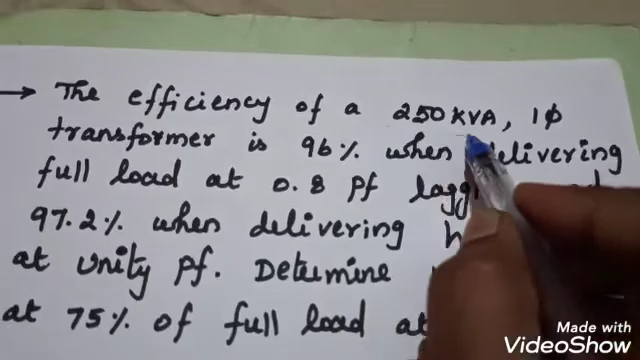 → The efficiency of a 250 KVA, 1ϕ
transformer is 96% when delivering
full load at 0.8 pf
97.2% when delivering
at unity pf. Determine
at 75% of full load at
Made with
VideoShow